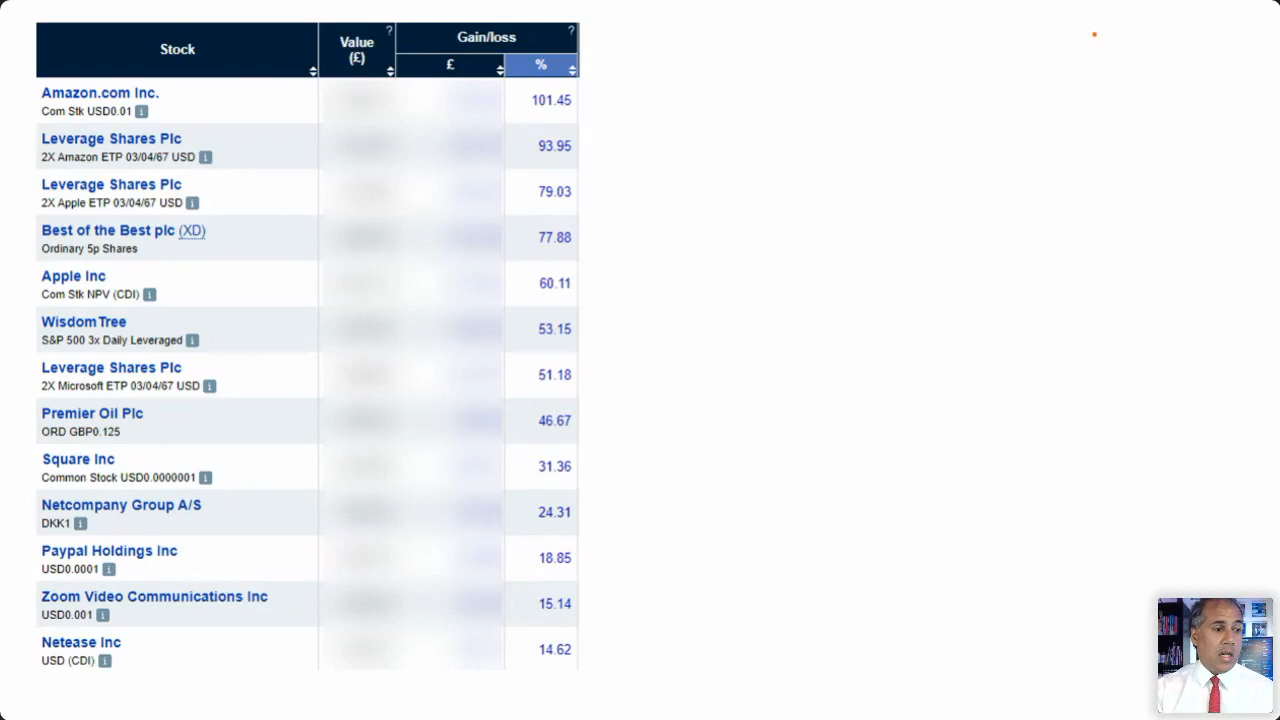 Stock
Value (£) ?
Gain/loss ?
£
%
Amazon.com Inc.
Com Stk USD0.01 i
101.45
Leverage Shares Plc
2X Amazon ETP 03/04/67 USD i
93.95
Leverage Shares Plc
2X Apple ETP 03/04/67 USD i
79.03
Best of the Best plc (XD)
Ordinary 5p Shares
77.88
Apple Inc
Com Stk NPV (CDI) i
60.11
WisdomTree
S&P 500 3x Daily Leveraged i
53.15
Leverage Shares Plc
2X Microsoft ETP 03/04/67 USD i
51.18
Premier Oil Plc
ORD GBP0.125
46.67
Square Inc
Common Stock USD0.0000001 i
31.36
Netcompany Group A/S
DKK1 i
24.31
Paypal Holdings Inc
USD0.0001 i
18.85
Zoom Video Communications Inc
USD0.001 i
15.14
Netease Inc
USD (CDI) i
14.62